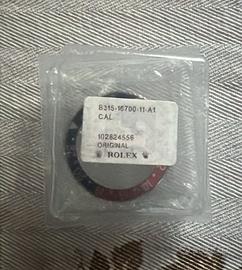 B315-16700-11-A1
CAL
102824556
ORIGINAL
ROLEX